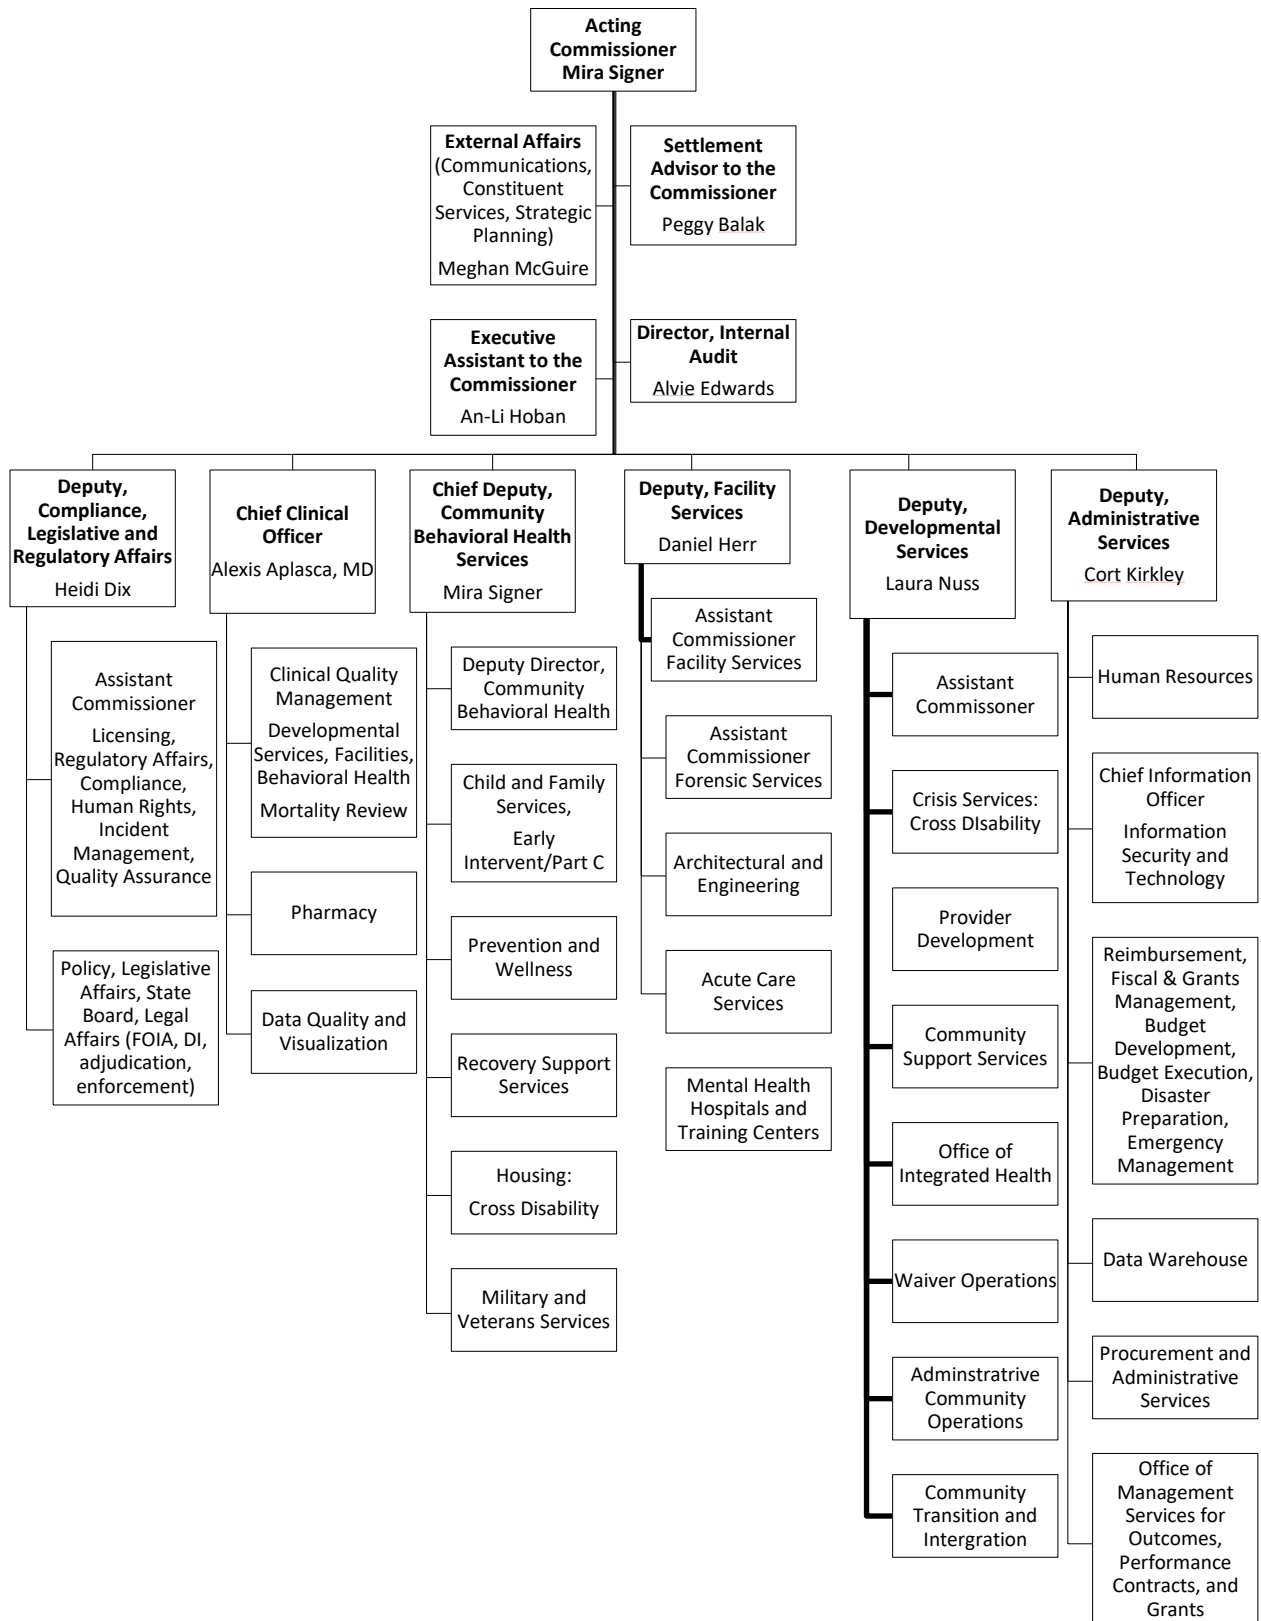 Acting
Commissioner
Mira Signer
External Affairs
(Communications,
Constituent
Services, Strategic
Planning)
Meghan McGuire
Settlement
Advisor to the
Commissioner
Peggy Balak
Executive
Assistant to the
Commissioner
An-Li Hoban
Director, Internal
Audit
Alvie Edwards
Deputy,
Compliance,
Legislative and
Regulatory Affairs
Heidi Dix
Assistant
Commissioner
Licensing,
Regulatory Affairs,
Compliance,
Human Rights,
Incident
Management,
Quality Assurance
Policy, Legislative
Affairs, State
Board, Legal
Affairs (FOIA, DI,
adjudication,
enforcement)
Chief Clinical
Officer
Alexis Aplasca, MD
Clinical Quality
Management
Developmental
Services, Facilities,
Behavioral Health
Mortality Review
Pharmacy
Data Quality and
Visualization
Chief Deputy,
Community
Behavioral Health
Services
Mira Signer
Deputy Director,
Community
Behavioral Health
Child and Family
Services,
Early
Intervent/Part C
Prevention and
Wellness
Recovery Support
Services
Housing:
Cross Disability
Military and
Veterans Services
Deputy, Facility
Services
Daniel Herr
Assistant
Commissioner
Facility Services
Assistant
Commissioner
Forensic Services
Architectural and
Engineering
Acute Care
Services
Mental Health
Hospitals and
Training Centers
Deputy,
Developmental
Services
Laura Nuss
Assistant
Commissoner
Crisis Services:
Cross DIsability
Provider
Development
Community
Support Services
Office of
Integrated Health
Waiver Operations
Adminstratrive
Community
Operations
Community
Transition and
Intergration
Deputy,
Administrative
Services
Cort Kirkley
Human Resources
Chief Information
Officer
Information
Security and
Technology
Reimbursement,
Fiscal & Grants
Management,
Budget
Development,
Budget Execution,
Disaster
Preparation,
Emergency
Management
Data Warehouse
Procurement and
Administrative
Services
Office of
Management
Services for
Outcomes,
Performance
Contracts, and
Grants